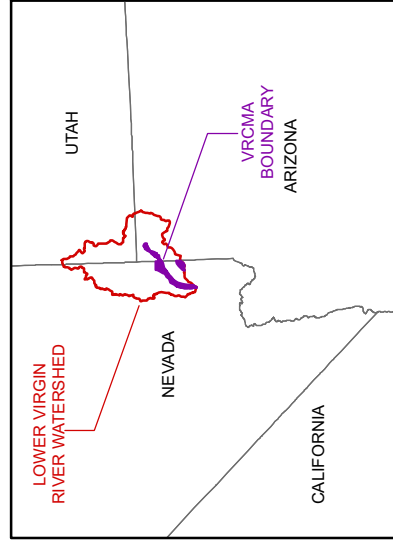 UTAH
VRCMA
BOUNDARY
ARIZONA
LOWER VIRGIN
RIVER WATERSHED
NEVADA
CALIFORNIA